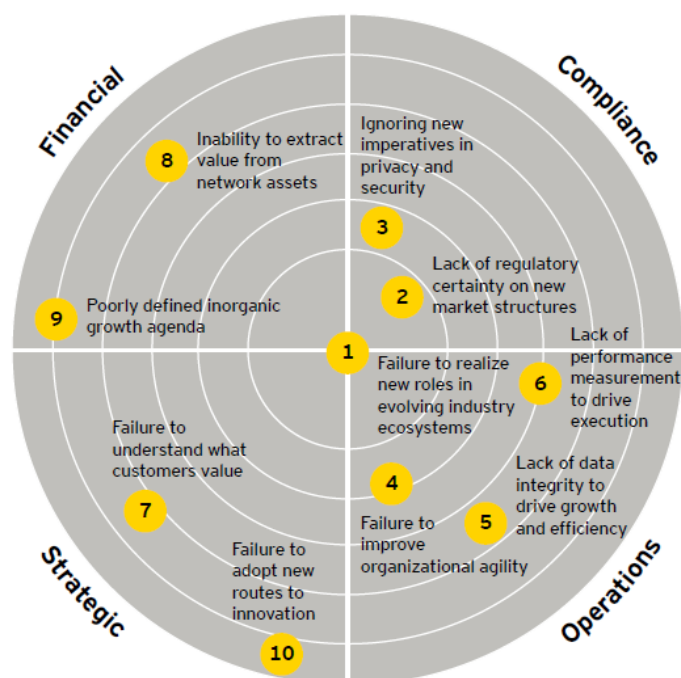 Financial
Compliance
8
Inability to extract
value from
network assets
Ignoring new
imperatives in
privacy and
security
3
2
Lack of regulatory
certainty on new
market structures
9
Poorly defined inorganic
growth agenda
1
Failure to realize
new roles in
evolving industry
ecosystems
6
Lack of
performance
measurement
to drive
execution
Failure to
understand what
customers value
7
4
Failure to
improve
organizational agility
5
Lack of data
integrity to
drive growth
and efficiency
Failure to
adopt new
routes to
innovation
10
Strategic
Operations